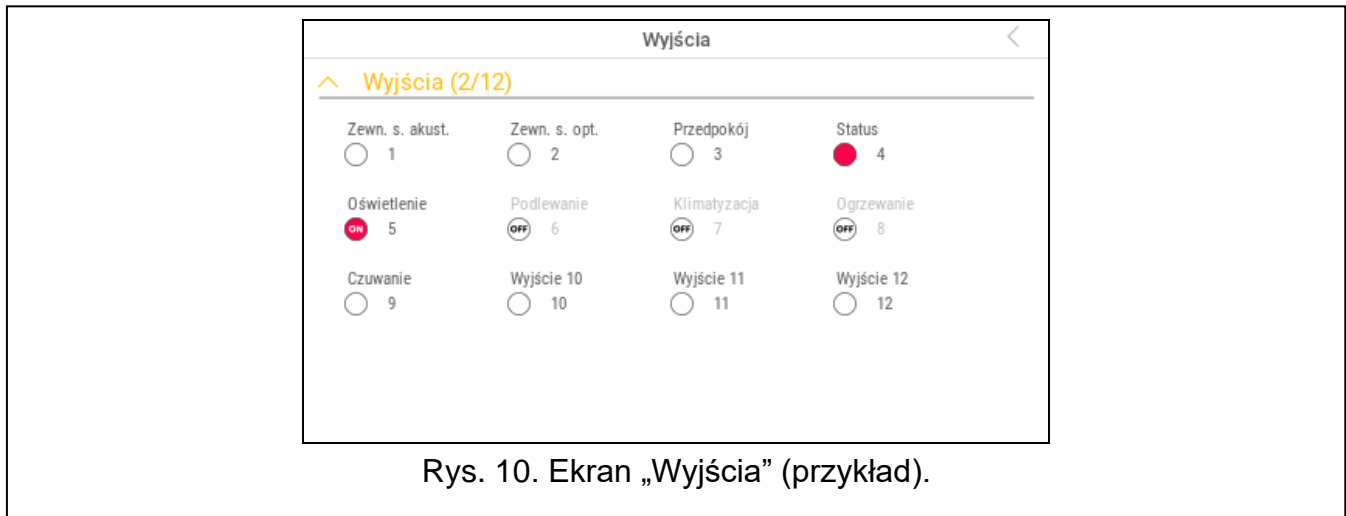 Wyjścia
Wyjścia (2/12)
Zewn. s. akust. Zewn. s. opt. Przedpokój Status
1 2 3 4
Oświetlenie Podlewanie Klimatyzacja Ogrzewanie
ON 5 OFF 6 OFF 7 OFF 8
Czuwanie Wyjście 10 Wyjście 11 Wyjście 12
9 10 11 12
Rys. 10. Ekran „Wyjścia” (przykład).